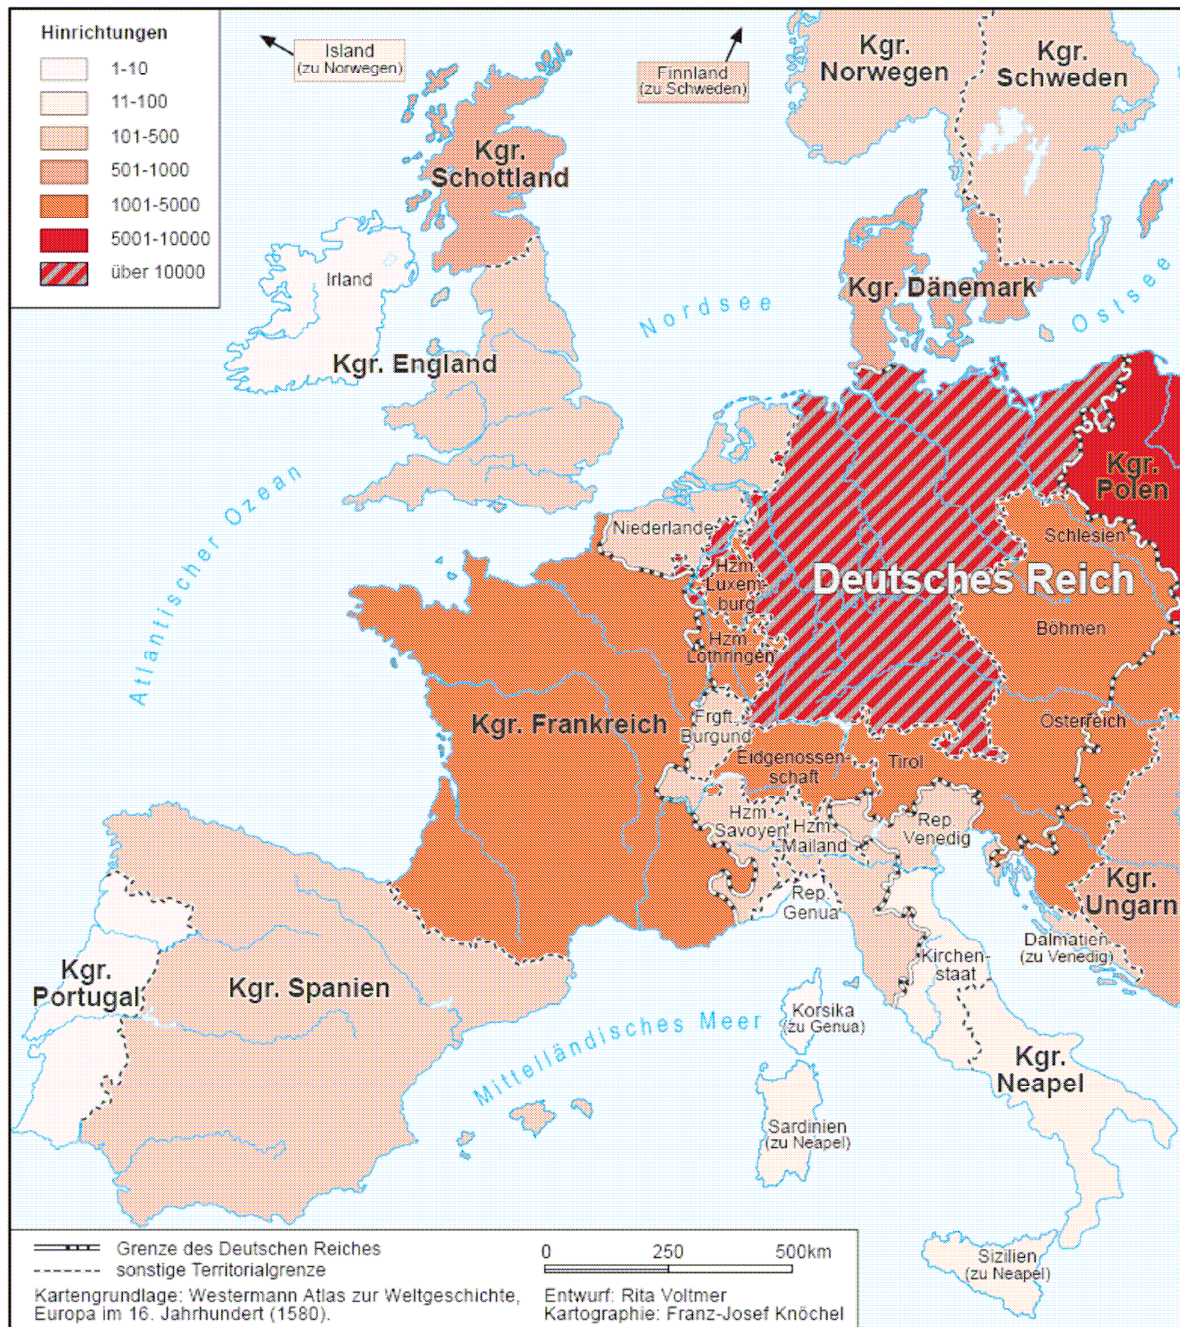 Hinrichtungen
1-10
11-100
101-500
501-1000
1001-5000
5001-10000
über 10000
Island
(zu Norwegen)
Finnland
(zu Schweden)
Kgr.
Norwegen
Kgr.
Schweden
Kgr.
Schottland
Irland
Kgr. England
Nordsee
Kgr. Dänemark
Ostsee
Atlantischer Ozean
Kgr.
Polen
Niederlande
Schlesien
Hzm.
Luxem-
burg
Deutsches Reich
Böhmen
Hzm.
Lothringen
Kgr. Frankreich
Frgft.
Burgund
Österreich
Eidgenossen-
schaft
Tirol
Hzm.
Savoyen
Hzm.
Mailand
Rep.
Venedig
Rep.
Genua
Kgr.
Ungarn
Dalmatien
(zu Venedig)
Kirchen-
staat
Kgr.
Portugal
Kgr. Spanien
Korsika
(zu Genua)
Mittelländisches Meer
Kgr.
Neapel
Sardinien
(zu Neapel)
Sizilien
(zu Neapel)
Grenze des Deutschen Reiches
sonstige Territorialgrenze
0 250 500km
Kartengrundlage: Westermann Atlas zur Weltgeschichte,
Europa im 16. Jahrhundert (1580).
Entwurf: Rita Voltmer
Kartographie: Franz-Josef Knöchel